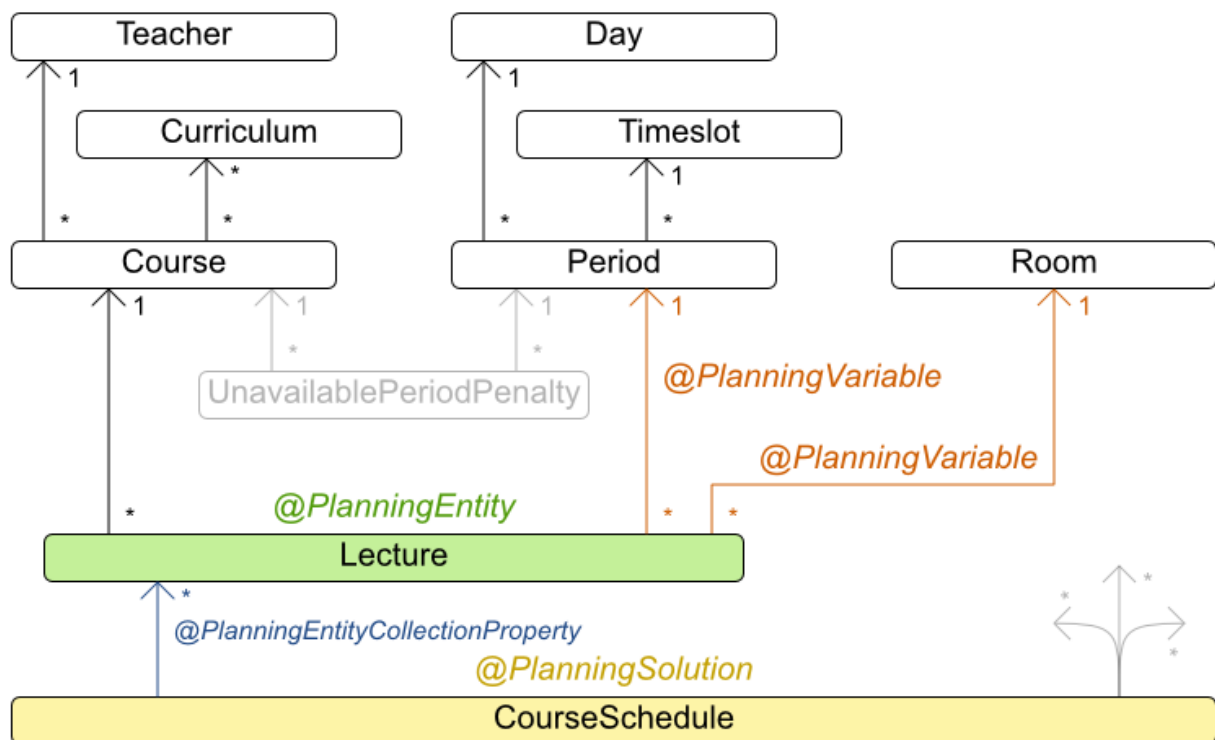 Teacher
Day
1
1
Curriculum
Timeslot
*
1
*
*
*
*
Course
Period
Room
1
1
1
1
1
*
*
@PlanningVariable
UnavailablePeriodPenalty
@PlanningVariable
@PlanningEntity
*
*
*
Lecture
*
*
*
*
@PlanningEntityCollectionProperty
@PlanningSolution
CourseSchedule